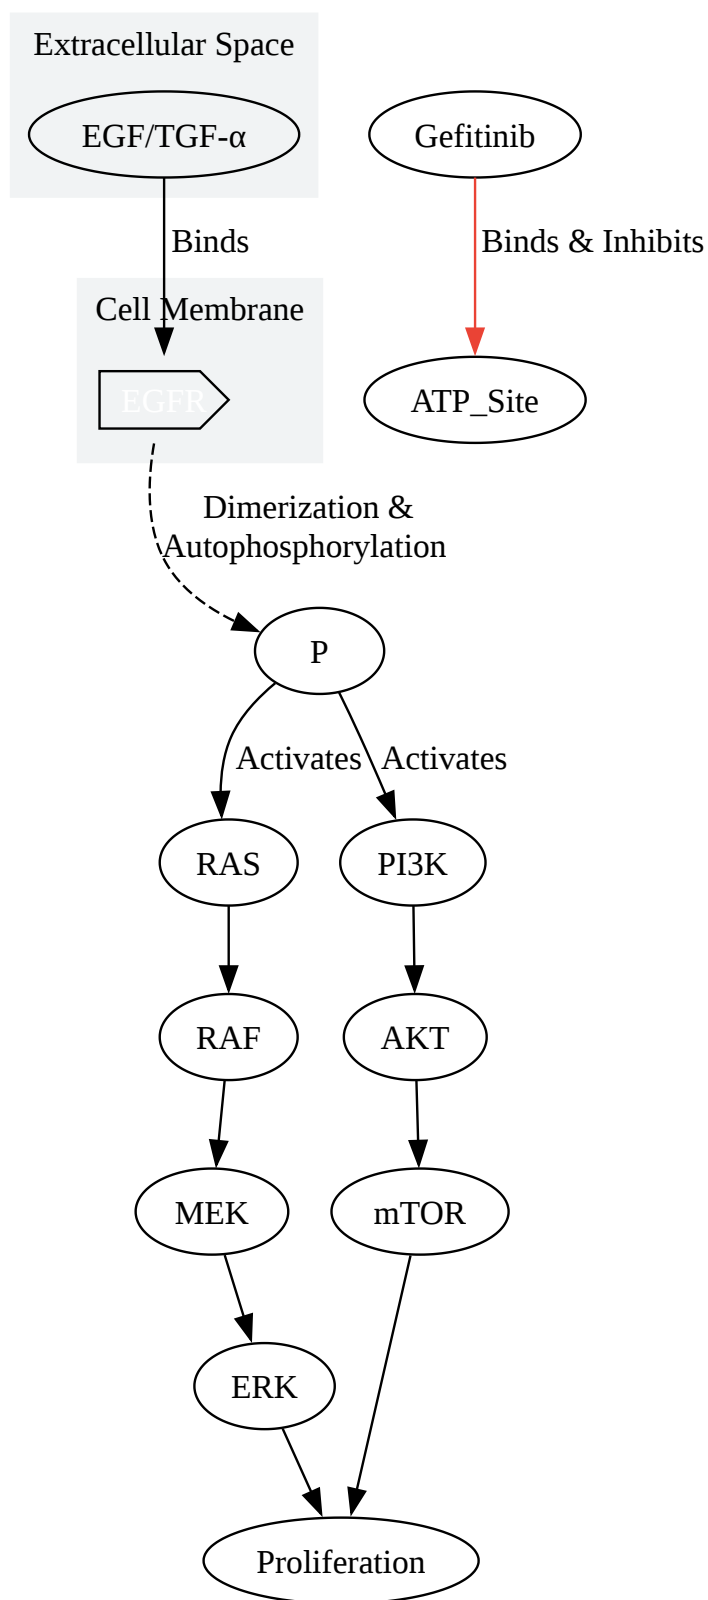 Extracellular Space
EGF/TGF-α
Gefitinib
Binds
Binds & Inhibits
Cell Membrane
EGFR
ATP_Site
Dimerization &
Autophosphorylation
P
Activates
Activates
RAS
PI3K
RAF
AKT
MEK
mTOR
ERK
Proliferation